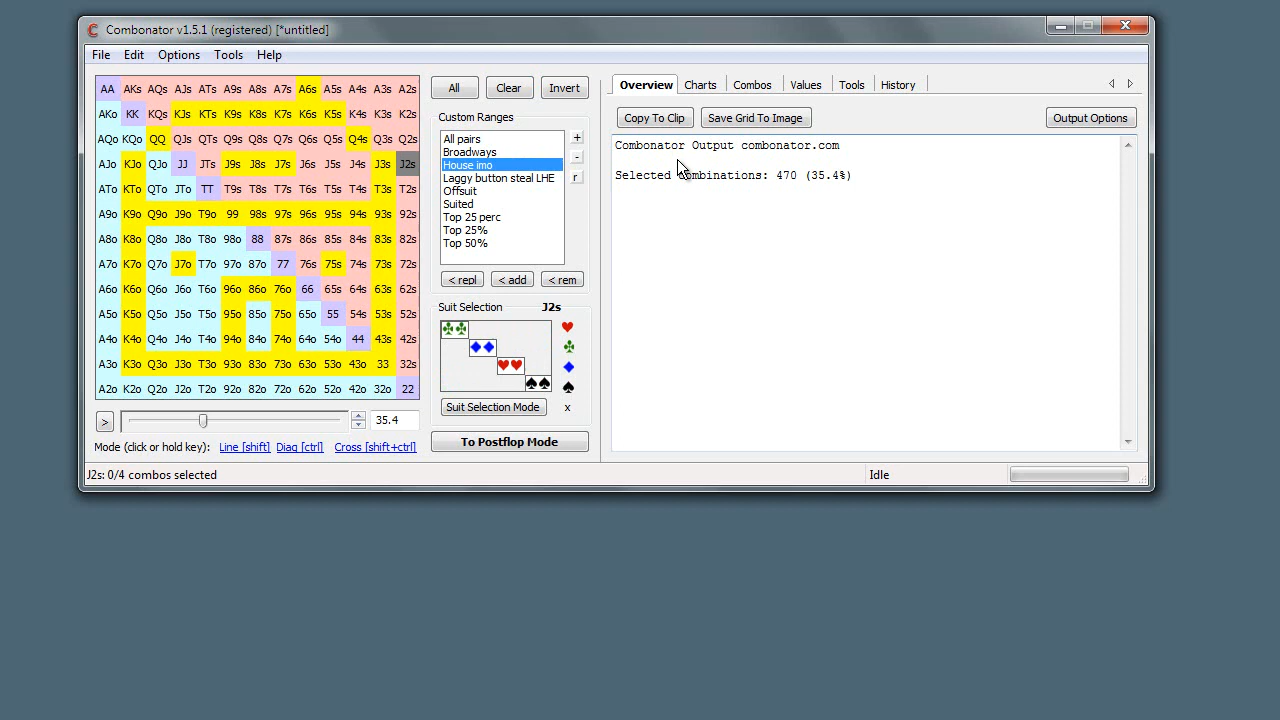 Combonator v1.5.1 (registered) [*untitled]
File Edit Options Tools Help
AA AKs AQs AJs ATs A9s A8s A7s A6s A5s A4s A3s A2s
AKo KK KQs KJs KTs K9s K8s K7s K6s K5s K4s K3s K2s
AQo KQo QQ QJs QTs Q9s Q8s Q7s Q6s Q5s Q4s Q3s Q2s
AJo KJo QJo JJ JTs J9s J8s J7s J6s J5s J4s J3s J2s
ATo KTo QTo JTo TT T9s T8s T7s T6s T5s T4s T3s T2s
A9o K9o Q9o J9o T9o 99 98s 97s 96s 95s 94s 93s 92s
A8o K8o Q8o J8o T8o 98o 88 87s 86s 85s 84s 83s 82s
A7o K7o Q7o J7o T7o 97o 87o 77 76s 75s 74s 73s 72s
A6o K6o Q6o J6o T6o 96o 86o 76o 66 65s 64s 63s 62s
A5o K5o Q5o J5o T5o 95o 85o 75o 65o 55 54s 53s 52s
A4o K4o Q4o J4o T4o 94o 84o 74o 64o 54o 44 43s 42s
A3o K3o Q3o J3o T3o 93o 83o 73o 63o 53o 43o 33 32s
A2o K2o Q2o J2o T2o 92o 82o 72o 62o 52o 42o 32o 22
> 35.4
Mode (click or hold key): Line [shift] Diag [ctrl] Cross [shift+ctrl]
All Clear Invert
Custom Ranges
All pairs
Broadways
House imo
Laggy button steal LHE
Offsuit
Suited
Top 25 perc
Top 25%
Top 50%
+
-
r
< repl < add < rem
Suit Selection J2s
Suit Selection Mode x
To Postflop Mode
Overview Charts Combos Values Tools History
Copy To Clip Save Grid To Image Output Options
Combonator Output combonator.com
Selected combinations: 470 (35.4%)
J2s: 0/4 combos selected Idle